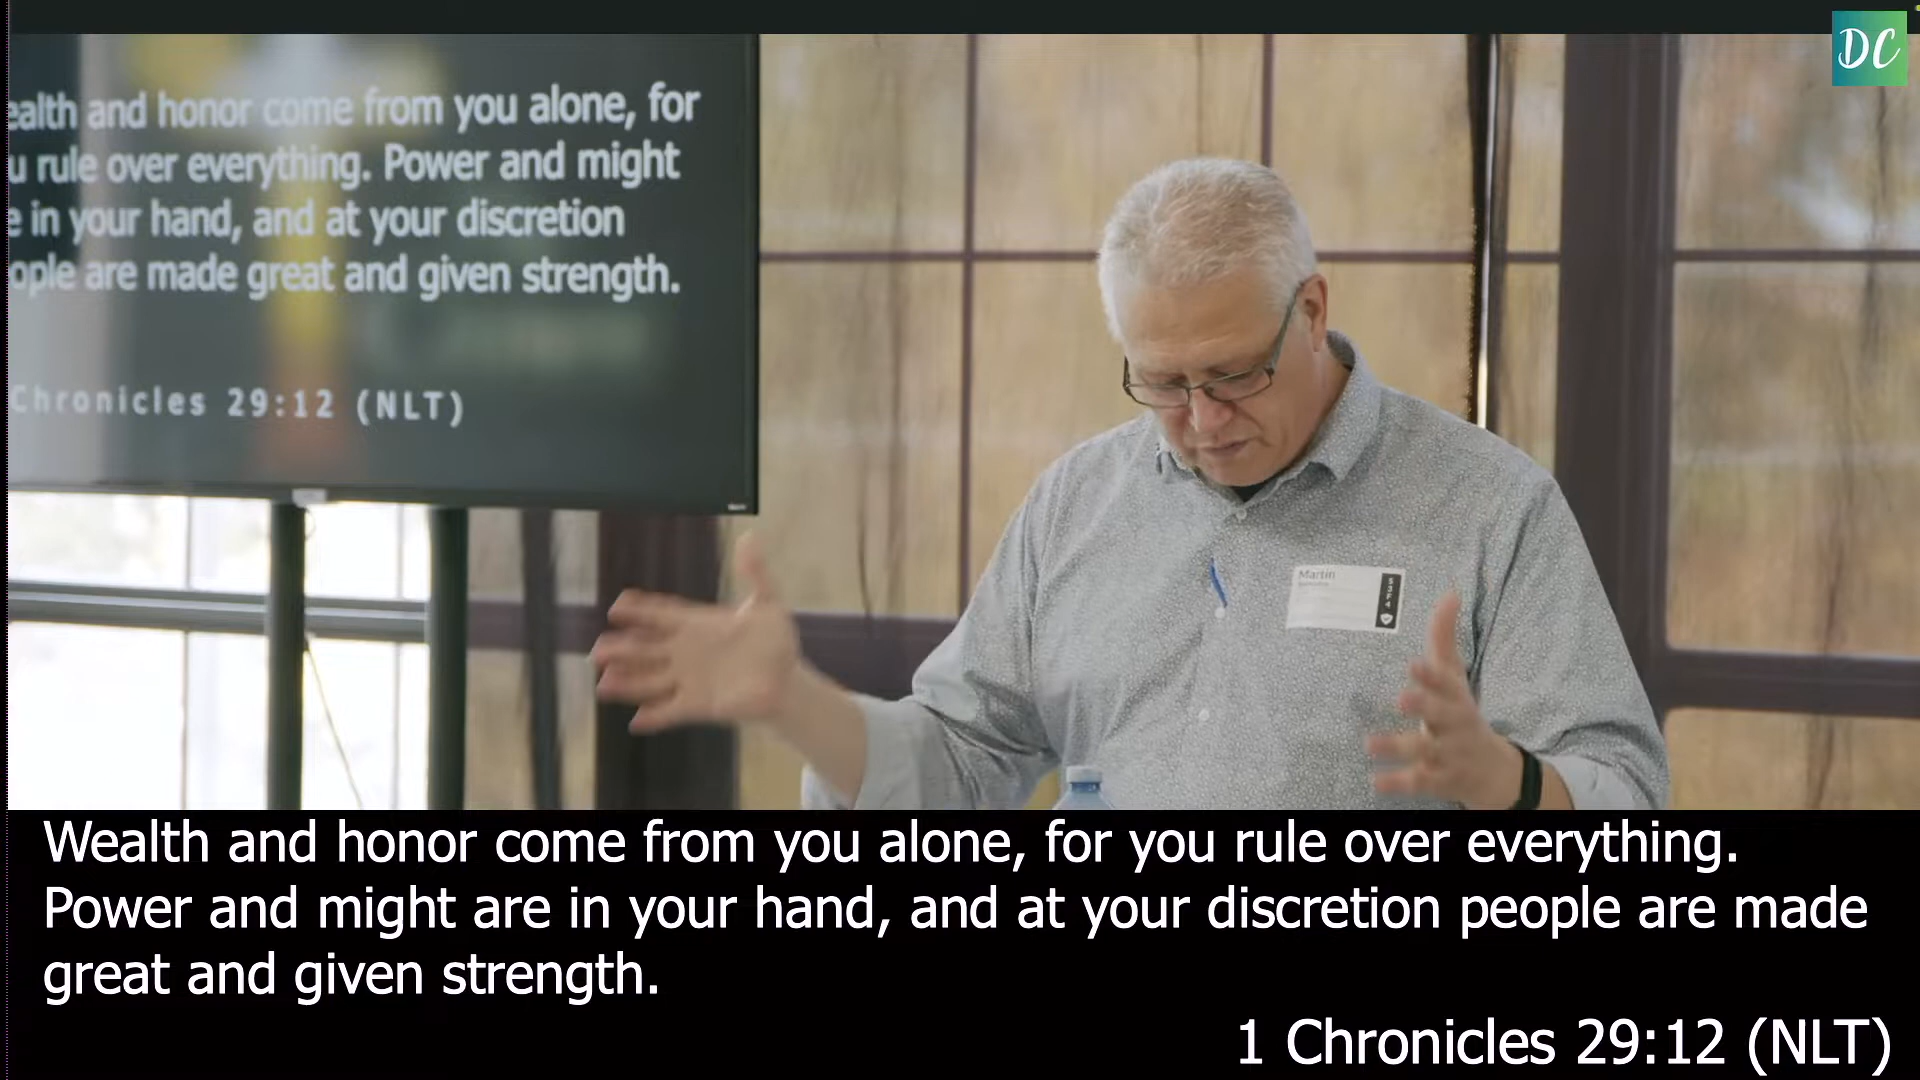 DC
ealth and honor come from you alone, for
u rule over everything. Power and might
e in your hand, and at your discretion
ople are made great and given strength.
Chronicles 29:12 (NLT)
Martin
Wealth and honor come from you alone, for you rule over everything.
Power and might are in your hand, and at your discretion people are made
great and given strength.
1 Chronicles 29:12 (NLT)